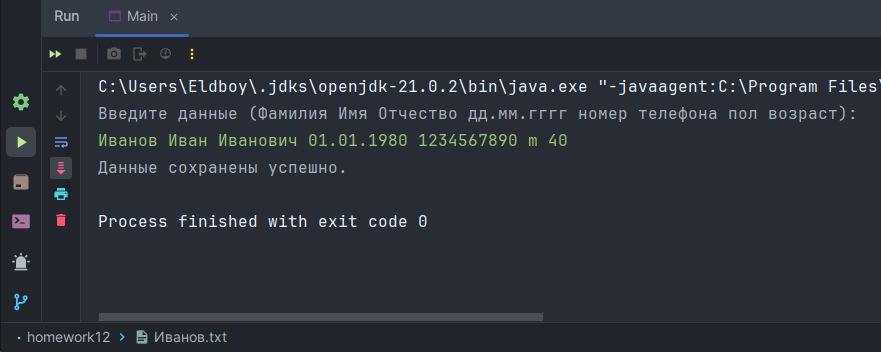 Run Main
C:\Users\Eldboy\.jdks\openjdk-21.0.2\bin\java.exe "-javaagent:C:\Program Files\
Введите данные (Фамилия Имя Отчество дд.мм.гггг номер телефона пол возраст):
Иванов Иван Иванович 01.01.1980 1234567890 m 40
Данные сохранены успешно.
Process finished with exit code 0
homework12 > Иванов.txt